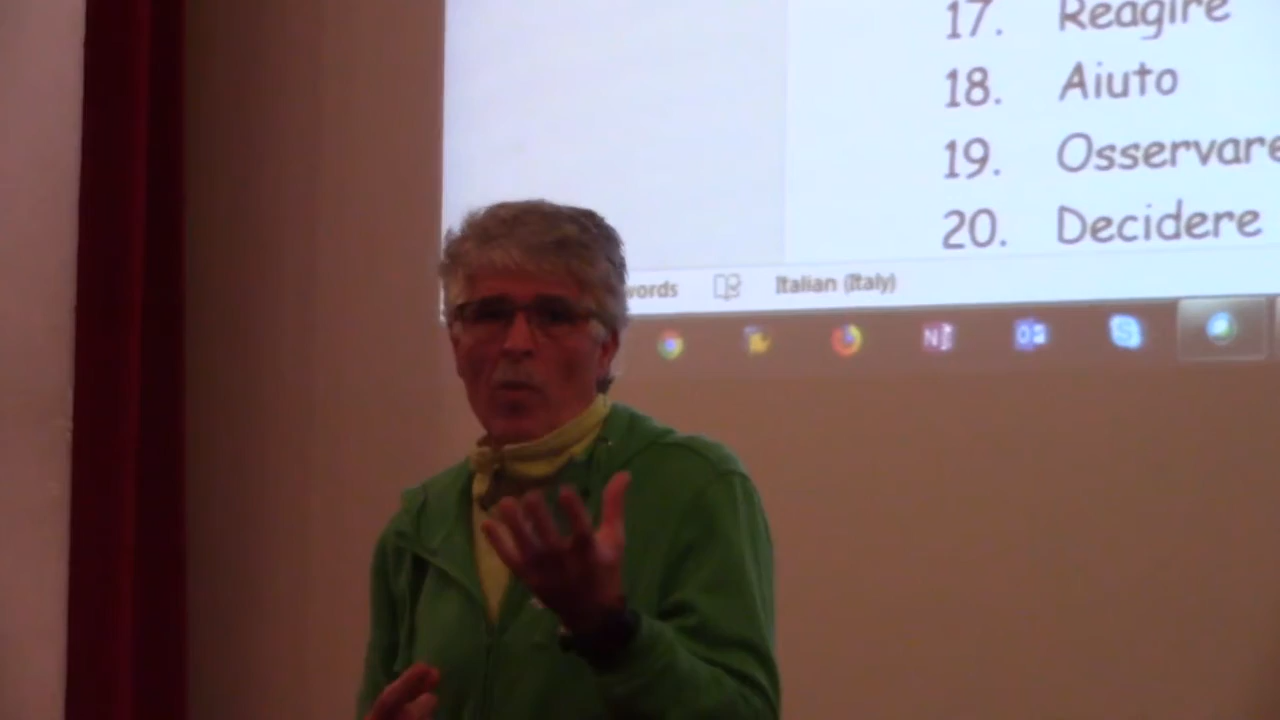 17. Reagire
18. Aiuto
19. Osservare
20. Decidere
words Italian (Italy)
N
S